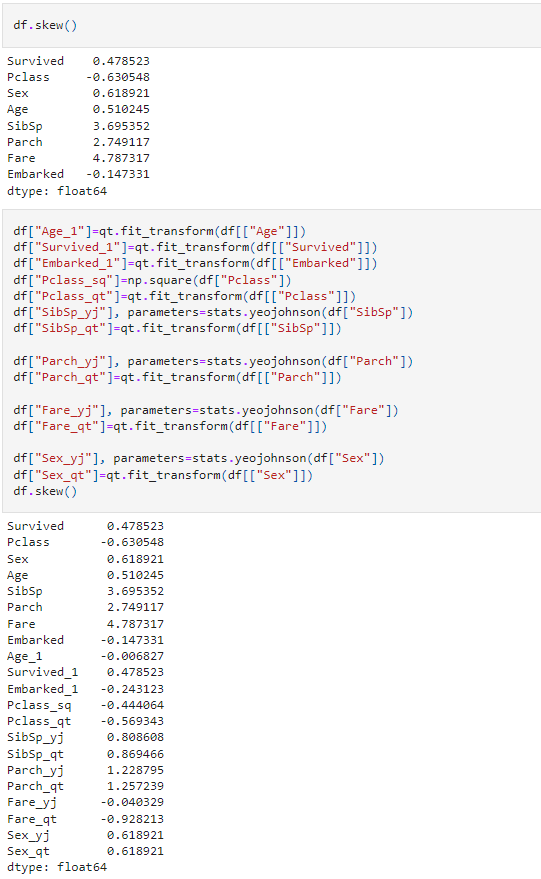 df.skew()
Survived    0.478523
Pclass     -0.630548
Sex         0.618921
Age         0.510245
SibSp       3.695352
Parch       2.749117
Fare        4.787317
Embarked   -0.147331
dtype: float64
df["Age_1"]=qt.fit_transform(df[["Age"]])
df["Survived_1"]=qt.fit_transform(df[["Survived"]])
df["Embarked_1"]=qt.fit_transform(df[["Embarked"]])
df["Pclass_sq"]=np.square(df["Pclass"])
df["Pclass_qt"]=qt.fit_transform(df[["Pclass"]])
df["SibSp_yj"], parameters=stats.yeojohnson(df["SibSp"])
df["SibSp_qt"]=qt.fit_transform(df[["SibSp"]])
df["Parch_yj"], parameters=stats.yeojohnson(df["Parch"])
df["Parch_qt"]=qt.fit_transform(df[["Parch"]])
df["Fare_yj"], parameters=stats.yeojohnson(df["Fare"])
df["Fare_qt"]=qt.fit_transform(df[["Fare"]])
df["Sex_yj"], parameters=stats.yeojohnson(df["Sex"])
df["Sex_qt"]=qt.fit_transform(df[["Sex"]])
df.skew()
Survived      0.478523
Pclass       -0.630548
Sex           0.618921
Age           0.510245
SibSp         3.695352
Parch         2.749117
Fare          4.787317
Embarked     -0.147331
Age_1        -0.006827
Survived_1    0.478523
Embarked_1   -0.243123
Pclass_sq    -0.444064
Pclass_qt    -0.569343
SibSp_yj      0.808608
SibSp_qt      0.869466
Parch_yj      1.228795
Parch_qt      1.257239
Fare_yj      -0.040329
Fare_qt      -0.928213
Sex_yj        0.618921
Sex_qt        0.618921
dtype: float64